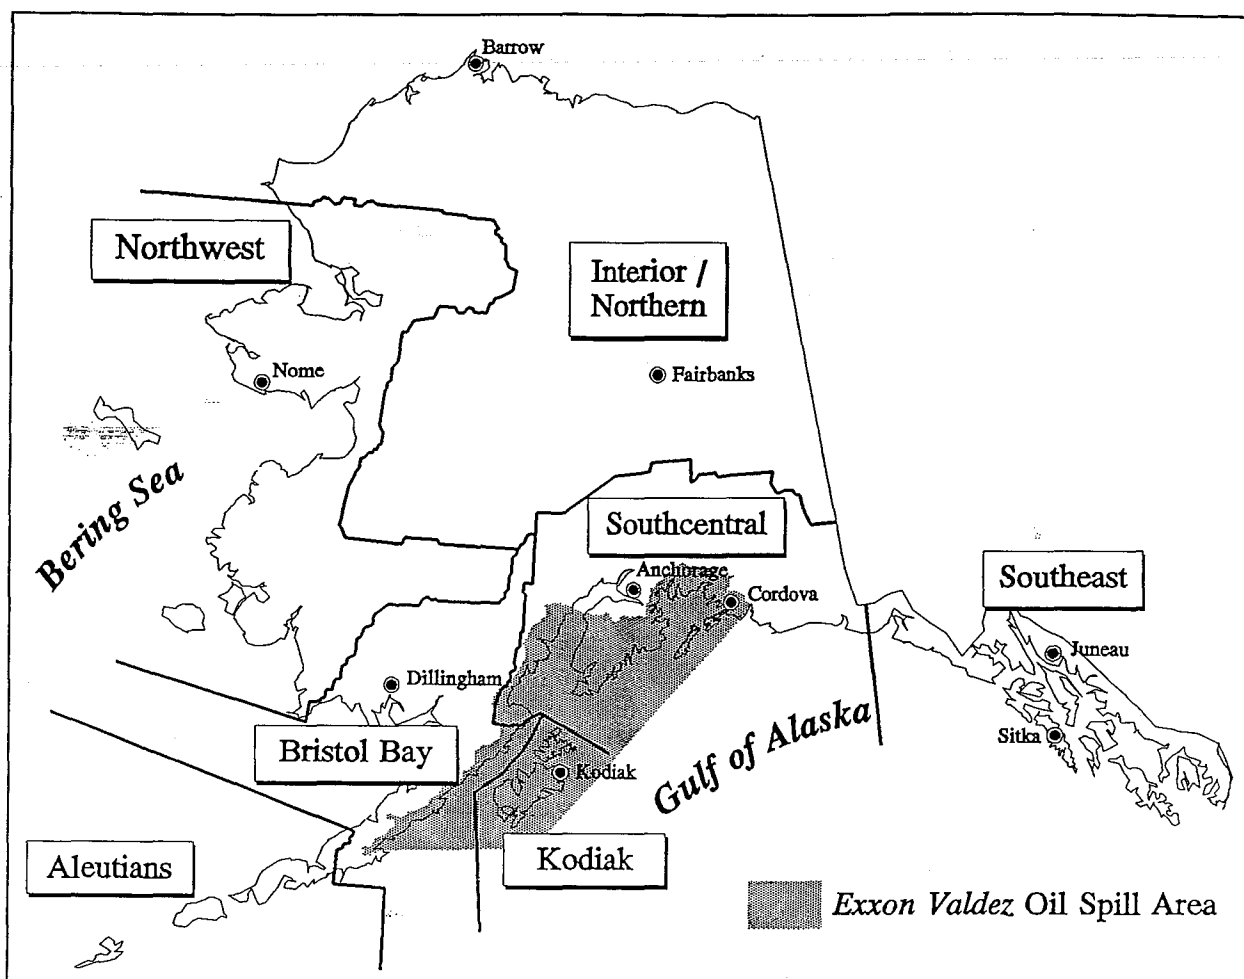 Barrow
Northwest
Interior /
Northern
Nome
Fairbanks
Bering Sea
Southcentral
Anchorage
Southeast
Cordova
Juneau
Dillingham
Gulf of Alaska
Sitka
Bristol Bay
Kodiak
Aleutians
Kodiak
Exxon Valdez Oil Spill Area